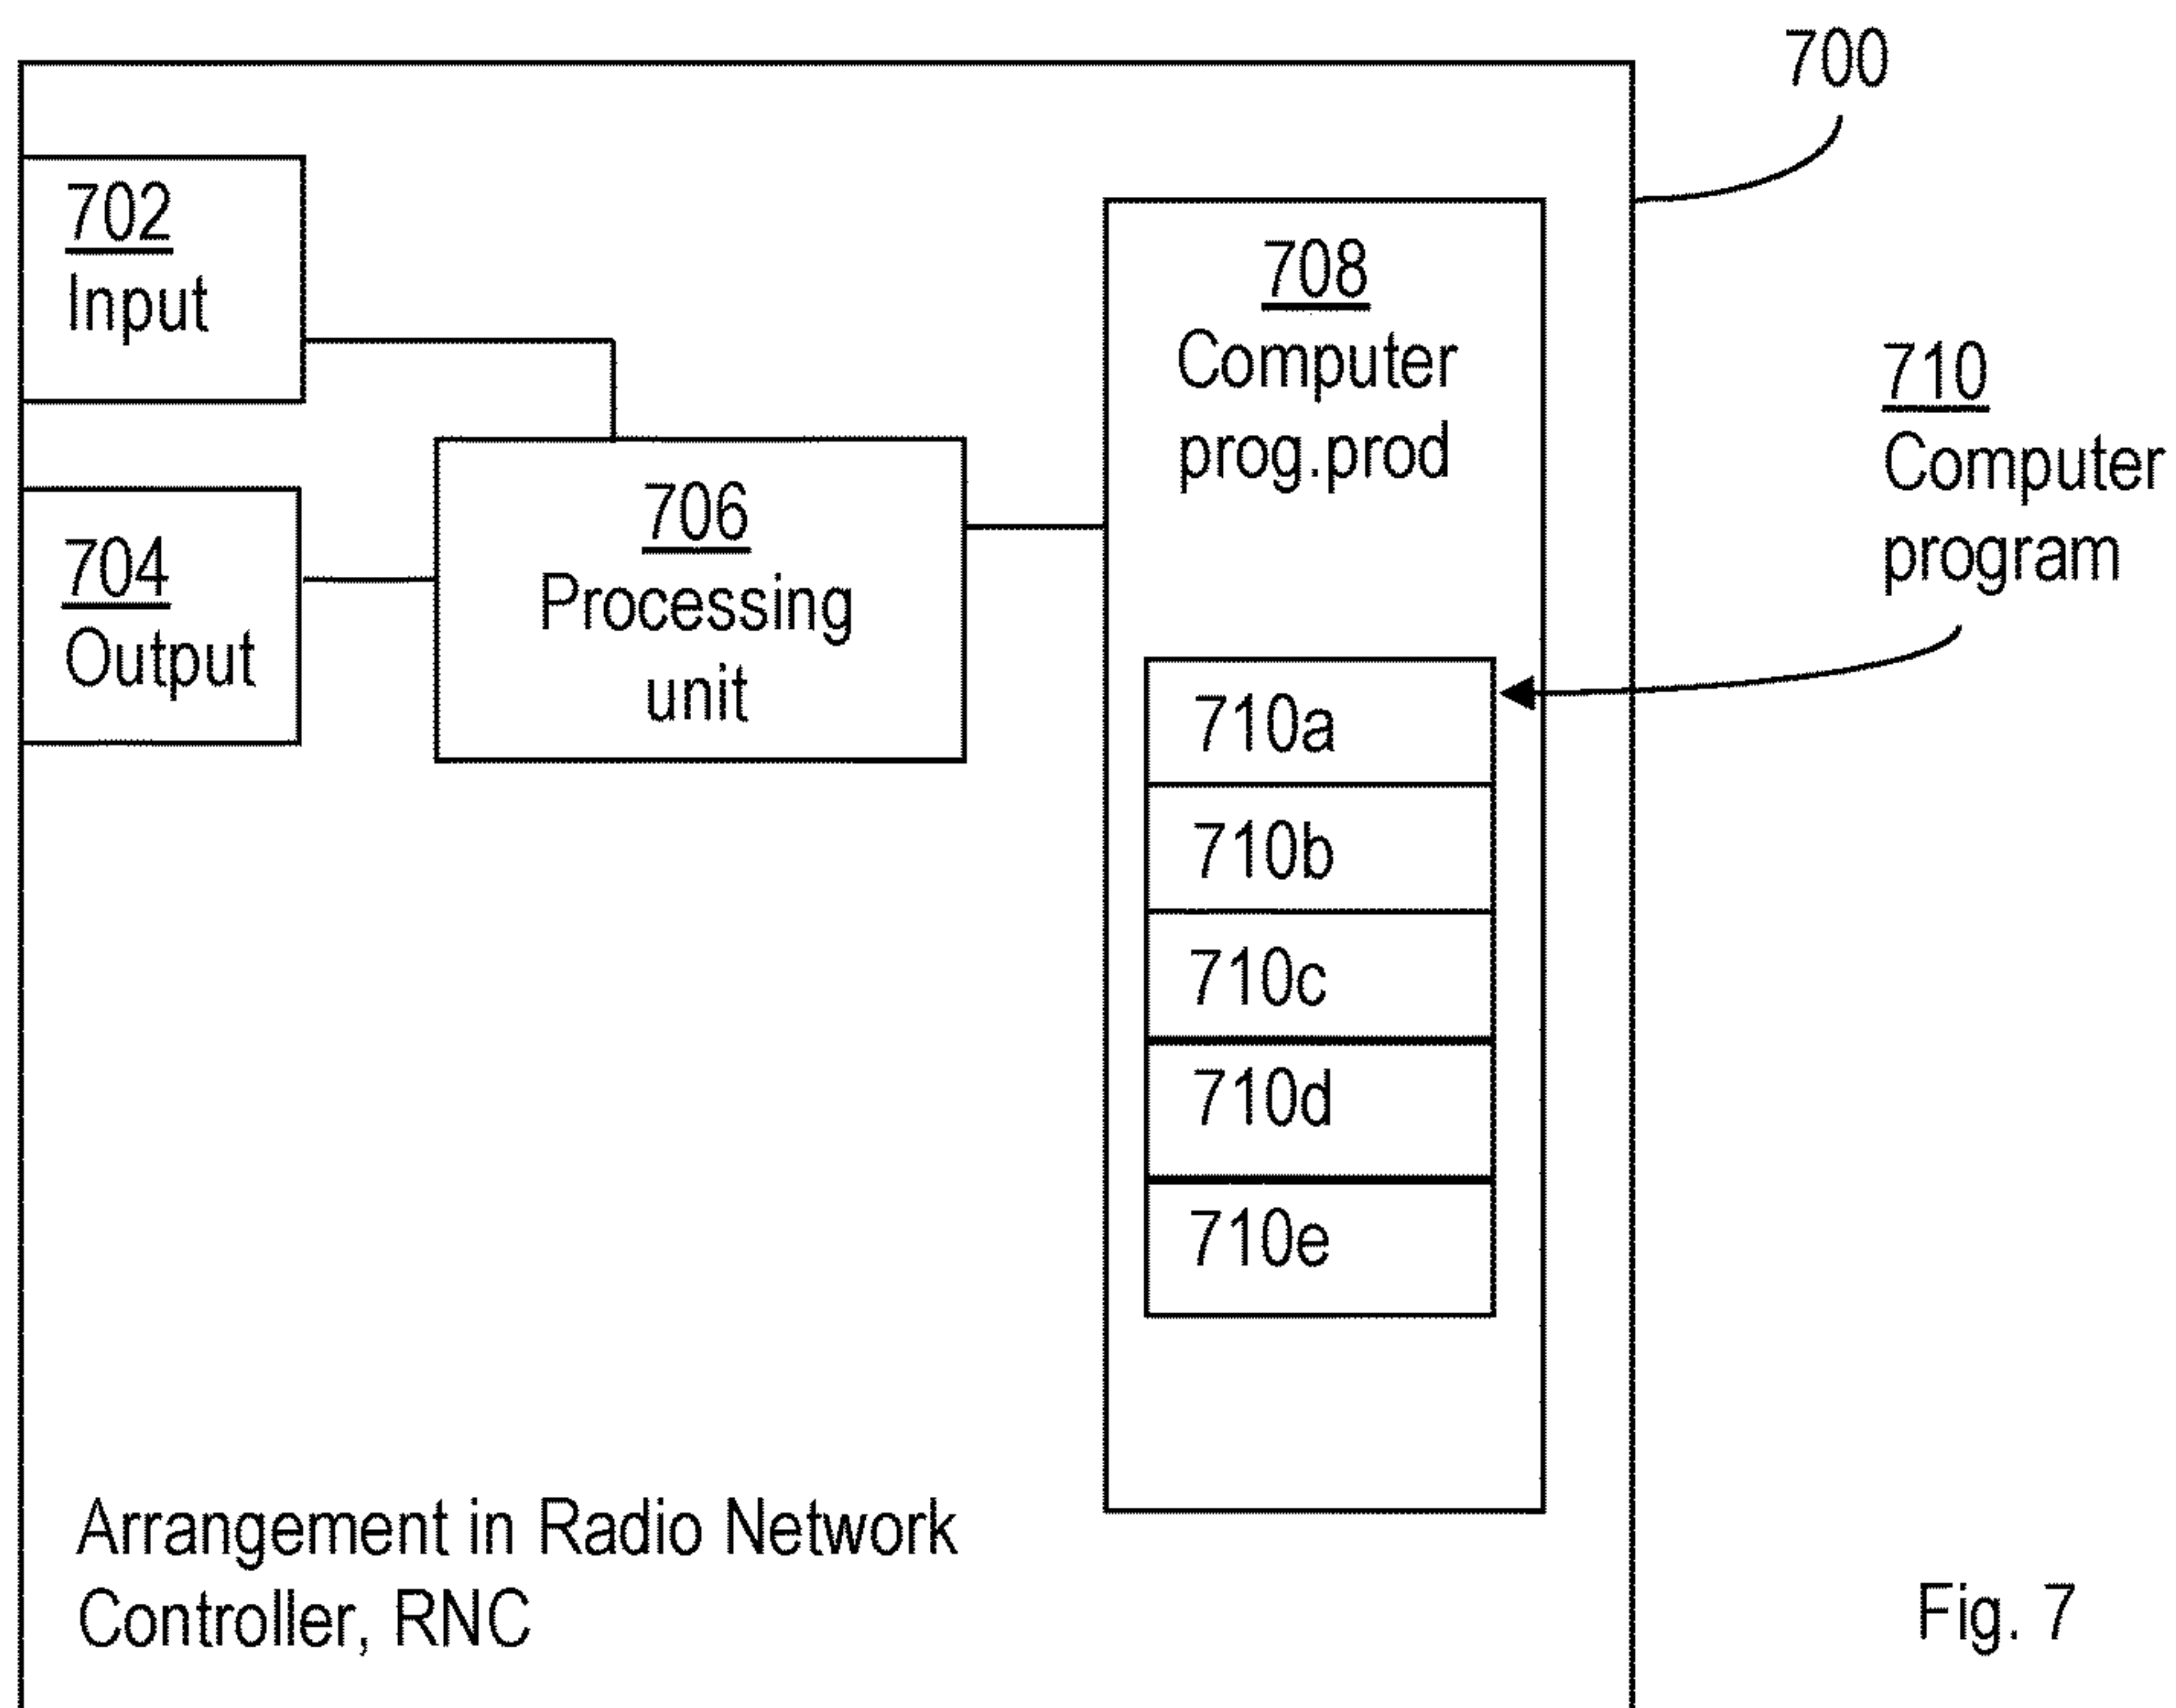 700
702
Input
704
Output
706
Processing
unit
708
Computer
prog.prod
710
Computer
program
710a
710b
710c
710d
710e
Arrangement in Radio Network
Controller, RNC
Fig. 7